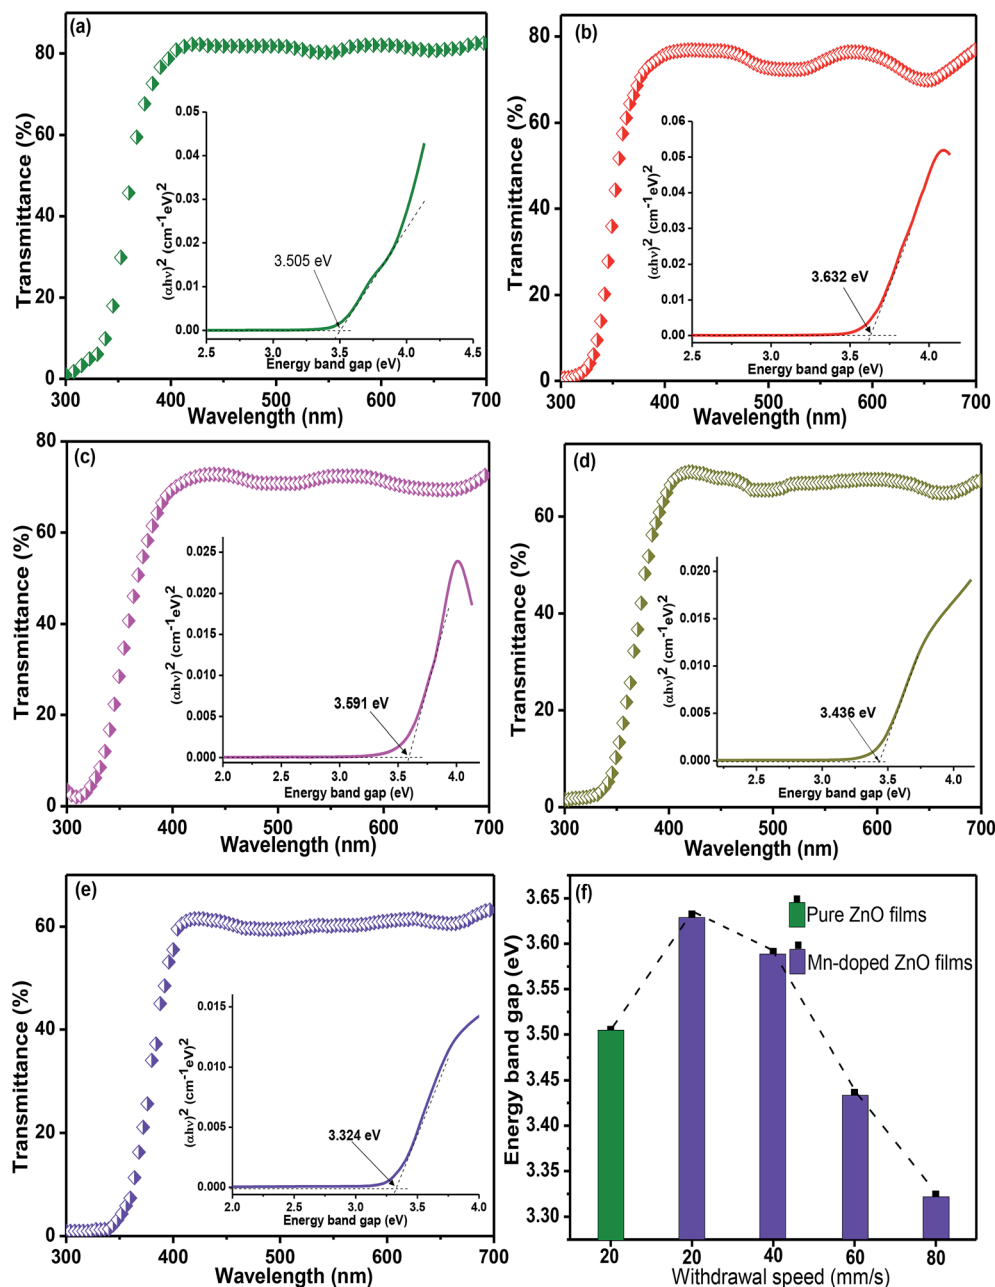 (a)
Transmittance (%)
80
60
40
20
0
300 400 500 600 700
Wavelength (nm)
(αhν)² (cm⁻¹eV)²
0.05
0.04
0.03
0.02
0.01
0.00
3.505 eV
2.5 3.0 3.5 4.0 4.5
Energy band gap (eV)
(b)
Transmittance (%)
80
60
40
20
0
300 400 500 600 700
Wavelength (nm)
(αhν)² (cm⁻¹eV)²
0.06
0.05
0.04
0.03
0.02
0.01
0.00
3.632 eV
2.5 3.0 3.5 4.0
Energy band gap (eV)
(c)
Transmittance (%)
80
60
40
20
0
300 400 500 600 700
Wavelength (nm)
(αhν)² (cm⁻¹eV)²
0.025
0.020
0.015
0.010
0.005
0.000
3.591 eV
2.0 2.5 3.0 3.5 4.0
Energy band gap (eV)
(d)
Transmittance (%)
60
40
20
0
300 400 500 600 700
Wavelength (nm)
(αhν)² (cm⁻¹eV)²
0.020
0.015
0.010
0.005
0.000
3.436 eV
2.5 3.0 3.5 4.0
Energy band gap (eV)
(e)
Transmittance (%)
60
40
20
0
300 400 500 600 700
Wavelength (nm)
(αhν)² (cm⁻¹eV)²
0.015
0.010
0.005
0.000
3.324 eV
2.0 2.5 3.0 3.5 4.0
Energy band gap (eV)
(f)
Energy band gap (eV)
3.65
3.60
3.55
3.50
3.45
3.40
3.35
3.30
Pure ZnO films
Mn-doped ZnO films
20 20 40 60 80
Withdrawal speed (mm/s)